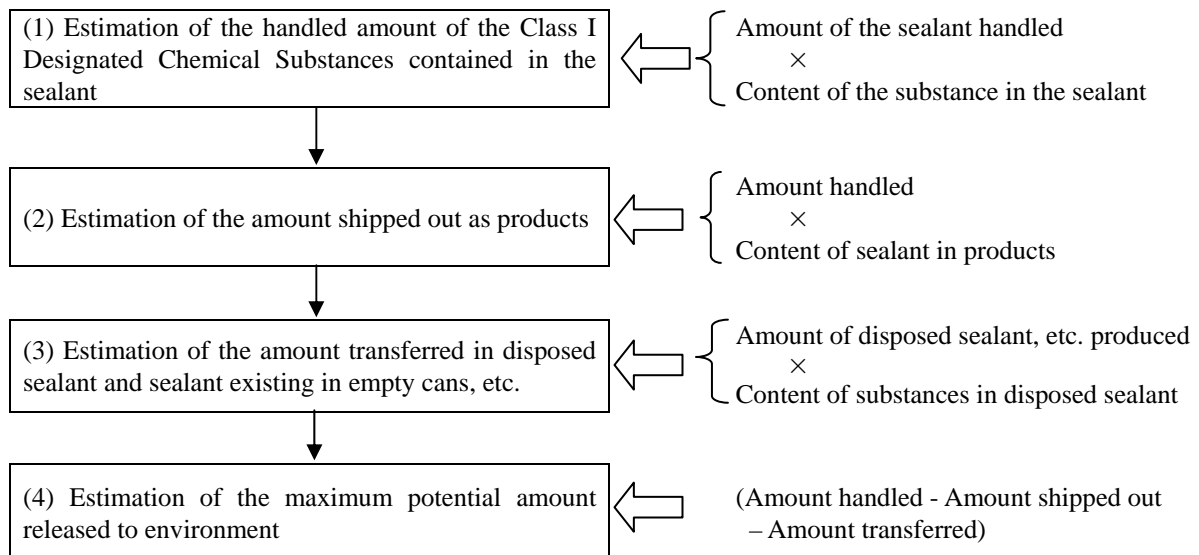 (1) Estimation of the handled amount of the Class I
Designated Chemical Substances contained in the
sealant
Amount of the sealant handled
×
Content of the substance in the sealant
(2) Estimation of the amount shipped out as products
Amount handled
×
Content of sealant in products
(3) Estimation of the amount transferred in disposed
sealant and sealant existing in empty cans, etc.
Amount of disposed sealant, etc. produced
×
Content of substances in disposed sealant
(4) Estimation of the maximum potential amount
released to environment
(Amount handled - Amount shipped out
– Amount transferred)